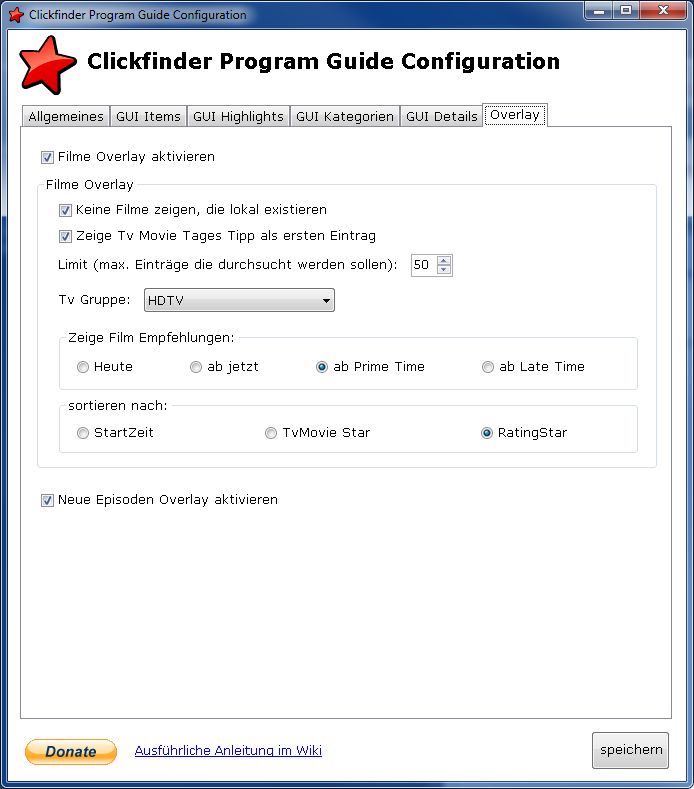 Clickfinder Program Guide Configuration
Clickfinder Program Guide Configuration
Allgemeines GUI Items GUI Highlights GUI Kategorien GUI Details Overlay
Filme Overlay aktivieren
Filme Overlay
Keine Filme zeigen, die lokal existieren
Zeige Tv Movie Tages Tipp als ersten Eintrag
Limit (max. Einträge die durchsucht werden sollen): 50
Tv Gruppe: HDTV
Zeige Film Empfehlungen:
Heute ab jetzt ab Prime Time ab Late Time
sortieren nach:
StartZeit TvMovie Star RatingStar
Neue Episoden Overlay aktivieren
Donate Ausführliche Anleitung im Wiki speichern